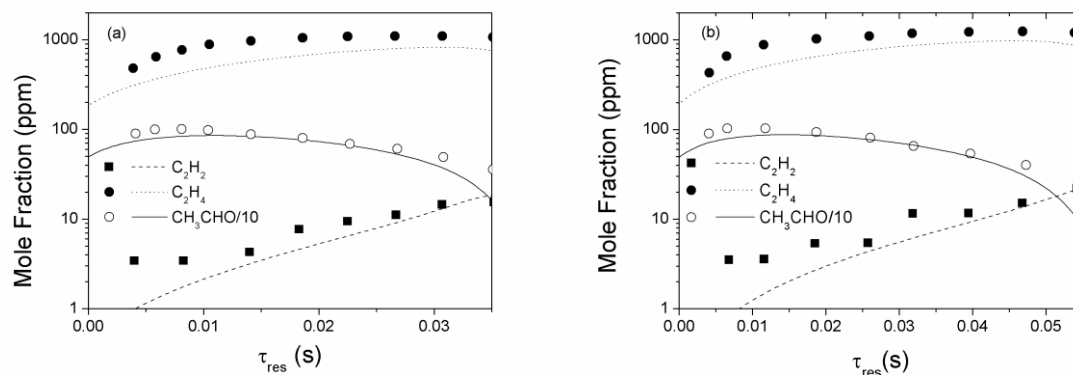 (a)
1000
100
10
1
Mole Fraction (ppm)
C₂H₂
C₂H₄
CH₃CHO/10
0.00 0.01 0.02 0.03
τres (s)
(b)
1000
100
10
1
Mole Fraction (ppm)
C₂H₂
C₂H₄
CH₃CHO/10
0.00 0.01 0.02 0.03 0.04 0.05
τres(s)